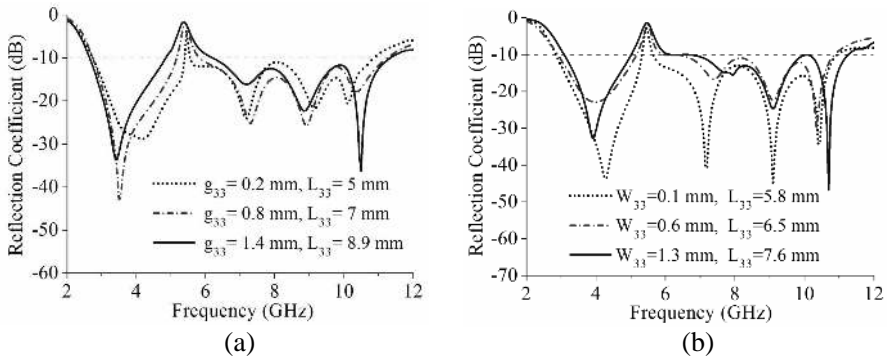 0
-10
-20
-30
-40
-50
-60
Reflection Coefficient (dB)
g33= 0.2 mm, L33= 5 mm
g33= 0.8 mm, L33= 7 mm
g33= 1.4 mm, L33= 8.9 mm
2 4 6 8 10 12
Frequency (GHz)
(a)
0
-10
-20
-30
-40
-50
-60
-70
Reflection Coefficient (dB)
W33=0.1 mm, L33=5.8 mm
W33=0.6 mm, L33=6.5 mm
W33=1.3 mm, L33=7.6 mm
2 4 6 8 10 12
Frequency (GHz)
(b)